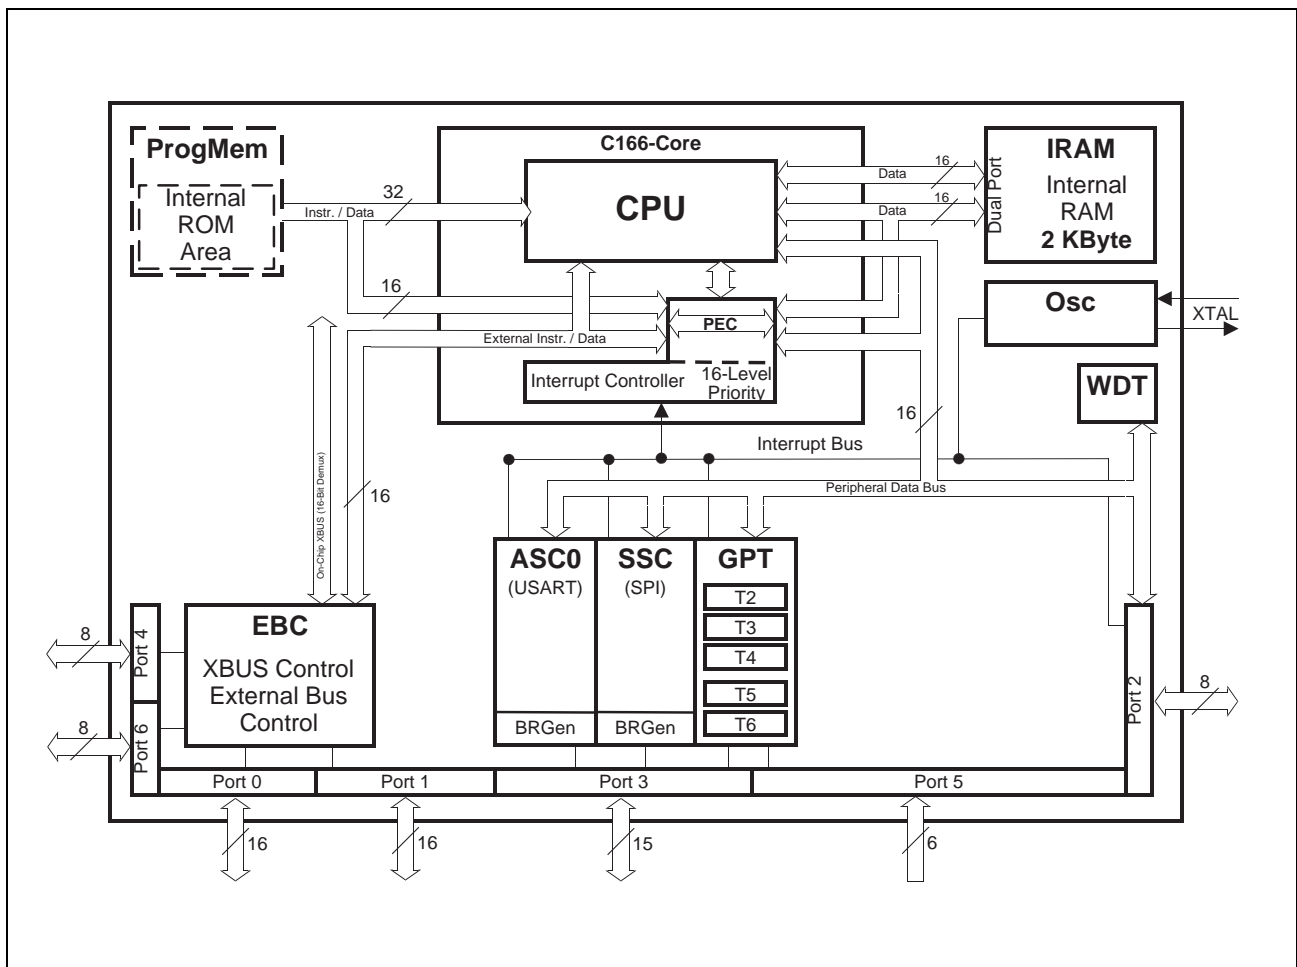 C166-Core
ProgMem
Internal
ROM
Area
32
Instr. / Data
CPU
16
Data
16
Data
Dual Port
IRAM
Internal
RAM
2 KByte
16
PEC
External Instr. / Data
Interrupt Controller
16-Level
Priority
Osc
XTAL
WDT
16
Interrupt Bus
Peripheral Data Bus
On-Chip XBUS (16-Bit Demux)
16
ASC0
(USART)
SSC
(SPI)
GPT
T2
T3
T4
T5
T6
BRGen
BRGen
EBC
XBUS Control
External Bus
Control
8
Port 4
8
Port 6
Port 2
8
Port 0
Port 1
Port 3
Port 5
16
16
15
6